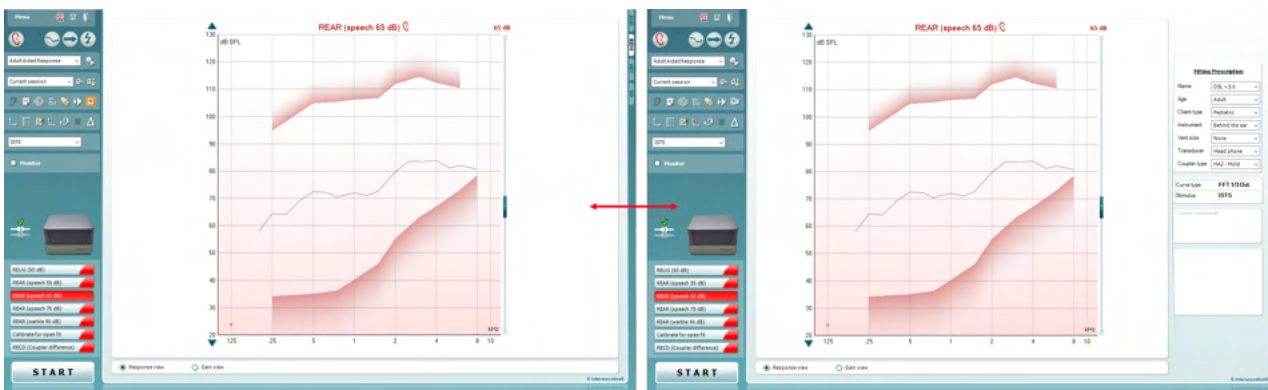 Menu
Adult Aided Response
Current session
ISTS
Monitor
REUG (65 dB)
REAR (speech 55 dB)
REAR (speech 65 dB)
REAR (speech 75 dB)
REAR (warble 90 dB)
Calibrate for open fit
RECD (Coupler difference)
START
REAR (speech 65 dB)
65 dB
dB SPL
130
120
110
100
90
80
70
60
50
40
30
20
kHz
.125 .25 .5 1 2 4 8 10
Response view
Gain view
Menu
Adult Aided Response
Current session
ISTS
Monitor
REUG (65 dB)
REAR (speech 55 dB)
REAR (speech 65 dB)
REAR (speech 75 dB)
REAR (warble 90 dB)
Calibrate for open fit
RECD (Coupler difference)
START
REAR (speech 65 dB)
65 dB
dB SPL
130
120
110
100
90
80
70
60
50
40
30
20
kHz
.125 .25 .5 1 2 4 8 10
Response view
Gain view
Fitting Prescription
Name DSL v.5.0
Age Adult
Client type Pediatric
Instrument Behind the ear
Vent size None
Transducer Head phone
Coupler type HA2 - Mold
Curve type FFT 1/3 Oct
Stimulus ISTS